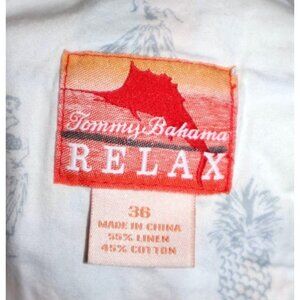 Tommy Bahama
RELAX
36
MADE IN CHINA
55% LINEN
45% COTTON